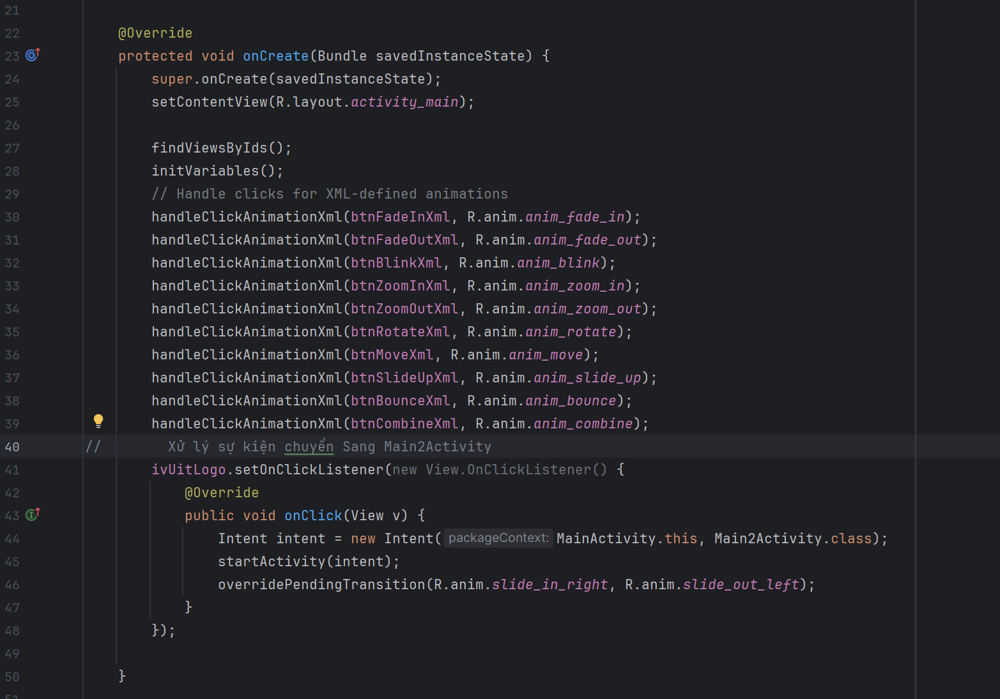 21
22 @Override
23 protected void onCreate(Bundle savedInstanceState) {
24 super.onCreate(savedInstanceState);
25 setContentView(R.layout.activity_main);
26
27 findViewsByIds();
28 initVariables();
29 // Handle clicks for XML-defined animations
30 handleClickAnimationXml(btnFadeInXml, R.anim.anim_fade_in);
31 handleClickAnimationXml(btnFadeOutXml, R.anim.anim_fade_out);
32 handleClickAnimationXml(btnBlinkXml, R.anim.anim_blink);
33 handleClickAnimationXml(btnZoomInXml, R.anim.anim_zoom_in);
34 handleClickAnimationXml(btnZoomOutXml, R.anim.anim_zoom_out);
35 handleClickAnimationXml(btnRotateXml, R.anim.anim_rotate);
36 handleClickAnimationXml(btnMoveXml, R.anim.anim_move);
37 handleClickAnimationXml(btnSlideUpXml, R.anim.anim_slide_up);
38 handleClickAnimationXml(btnBounceXml, R.anim.anim_bounce);
39 handleClickAnimationXml(btnCombineXml, R.anim.anim_combine);
40 // Xử lý sự kiện chuyển Sang Main2Activity
41 ivUitLogo.setOnClickListener(new View.OnClickListener() {
42 @Override
43 public void onClick(View v) {
44 Intent intent = new Intent( packageContext: MainActivity.this, Main2Activity.class);
45 startActivity(intent);
46 overridePendingTransition(R.anim.slide_in_right, R.anim.slide_out_left);
47 }
48 });
49
50 }
51